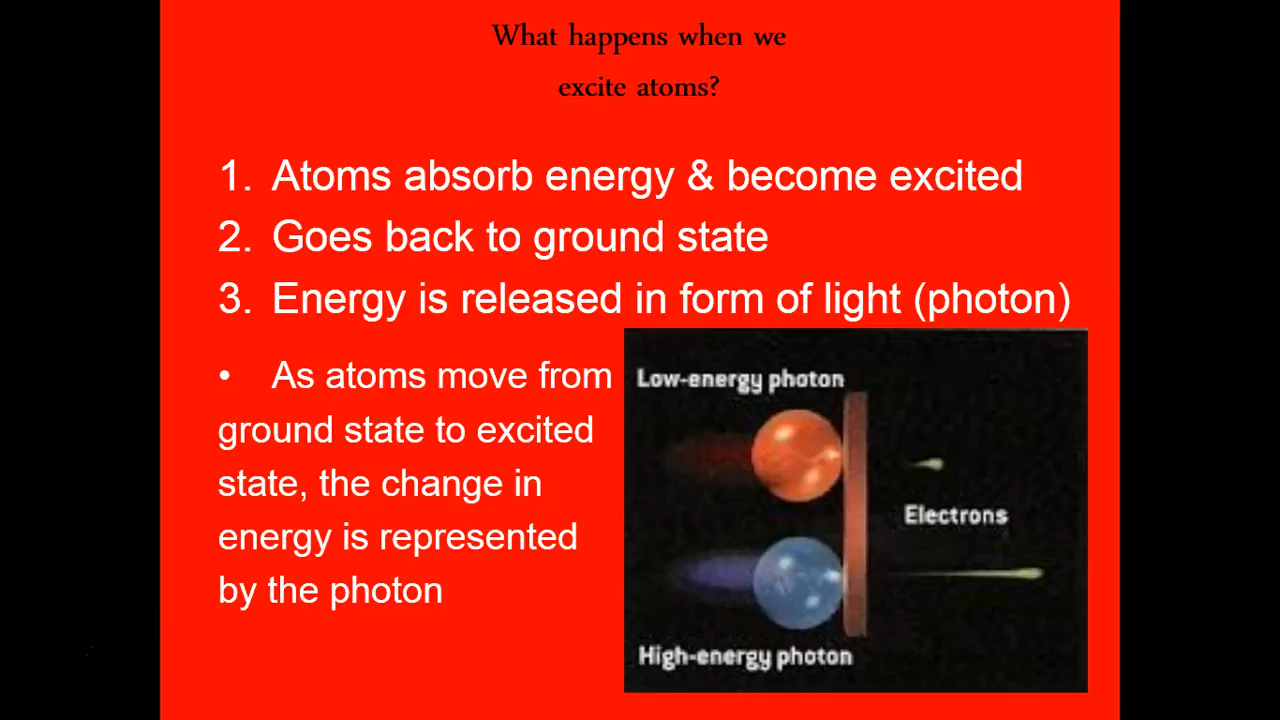 What happens when we
excite atoms?
1. Atoms absorb energy & become excited
2. Goes back to ground state
3. Energy is released in form of light (photon)
• As atoms move from
ground state to excited
state, the change in
energy is represented
by the photon
Low-energy photon
Electrons
High-energy photon